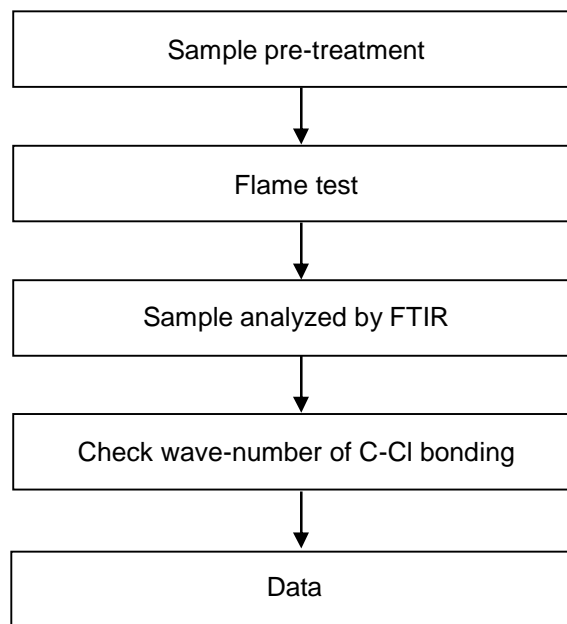 Sample pre-treatment
Flame test
Sample analyzed by FTIR
Check wave-number of C-Cl bonding
Data